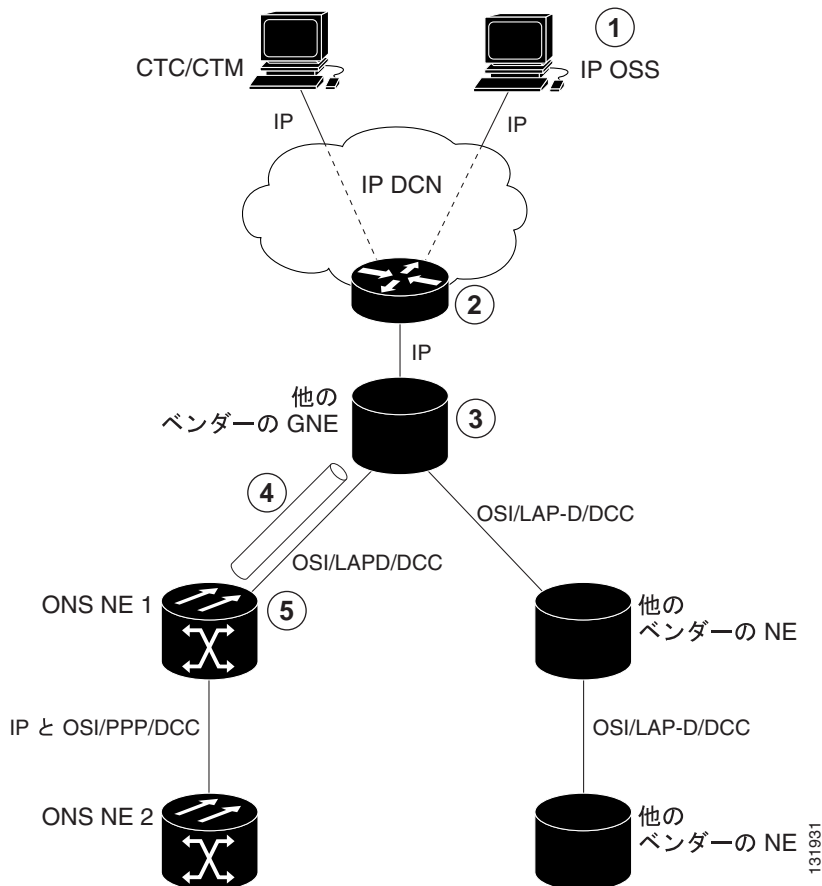 1
CTC/CTM
IP OSS
IP
IP
IP DCN
2
IP
他の
ベンダーの GNE
3
4
OSI/LAP-D/DCC
OSI/LAPD/DCC
ONS NE 1
5
他の
ベンダーの NE
IP と OSI/PPP/DCC
OSI/LAP-D/DCC
ONS NE 2
他の
ベンダーの NE
131931